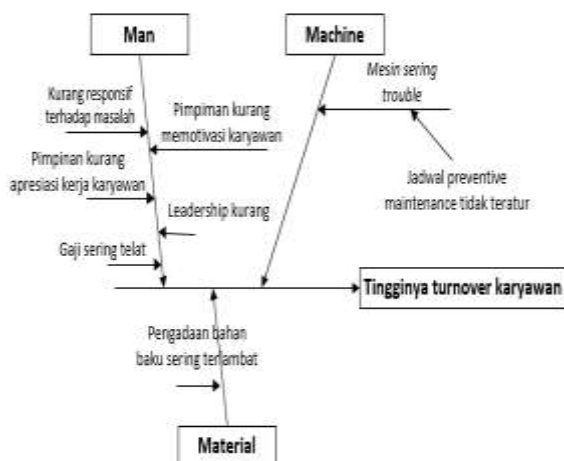 Man
Machine
Kurang responsif
terhadap masalah
Pimpiman kurang
memotivasi karyawan
Mesin sering
trouble
Pimpinan kurang
apresiasi kerja karyawan
Leadership kurang
Jadwal preventive
maintenance tidak teratur
Gaji sering telat
Tingginya turnover karyawan
Pengadaan bahan
baku sering terlambat
Material